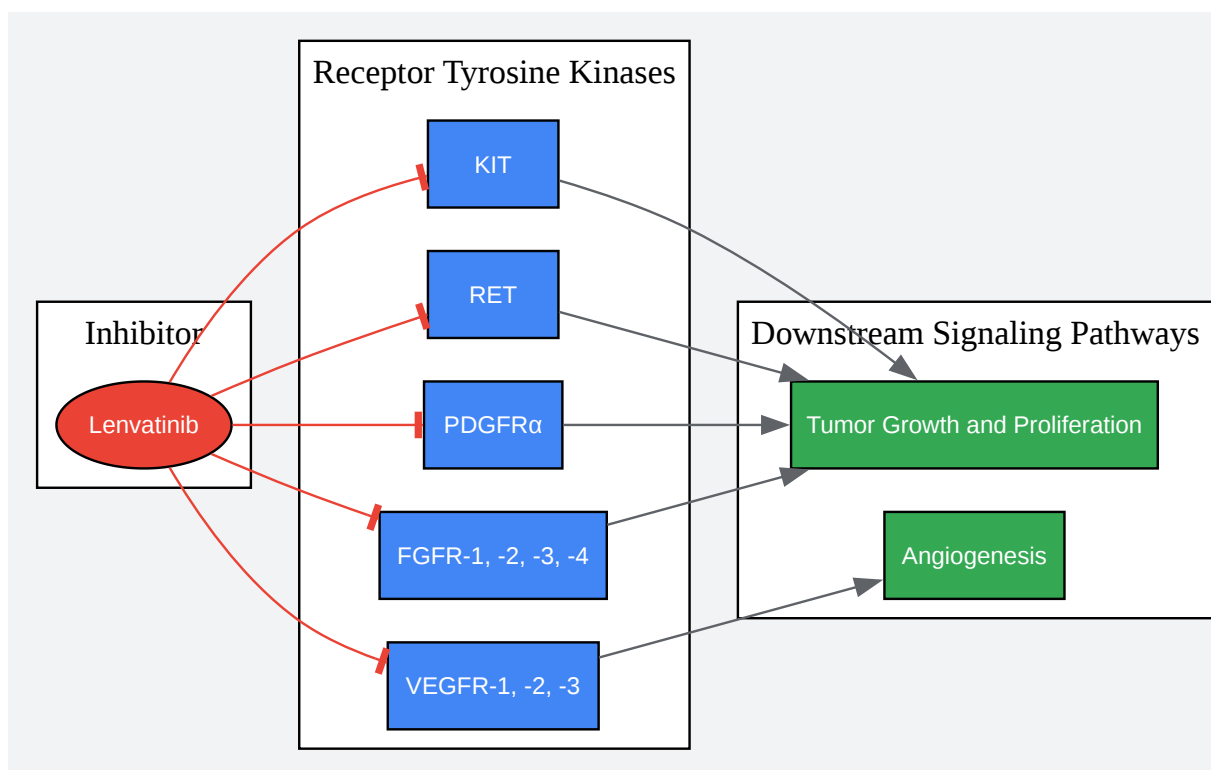 Receptor Tyrosine Kinases
KIT
RET
PDGFRα
FGFR-1, -2, -3, -4
VEGFR-1, -2, -3
Inhibitor
Lenvatinib
Downstream Signaling Pathways
Tumor Growth and Proliferation
Angiogenesis